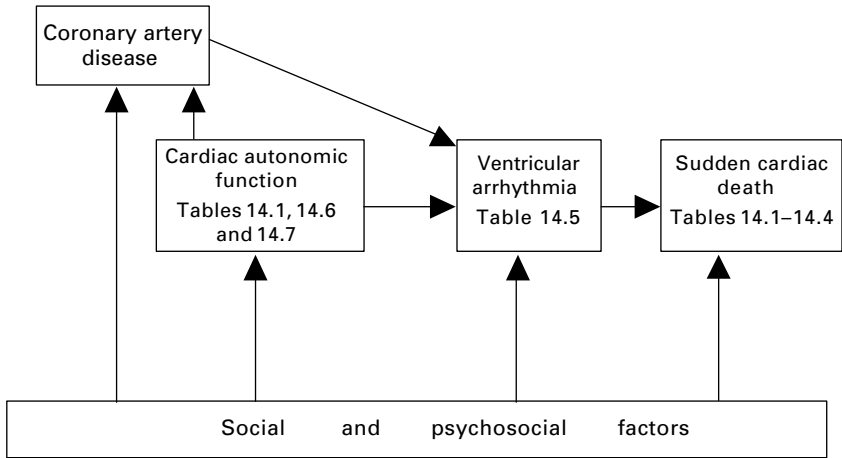 Coronary artery
disease
Cardiac autonomic
function
Tables 14.1, 14.6
and 14.7
Ventricular
arrhythmia
Table 14.5
Sudden cardiac
death
Tables 14.1–14.4
Social and psychosocial factors